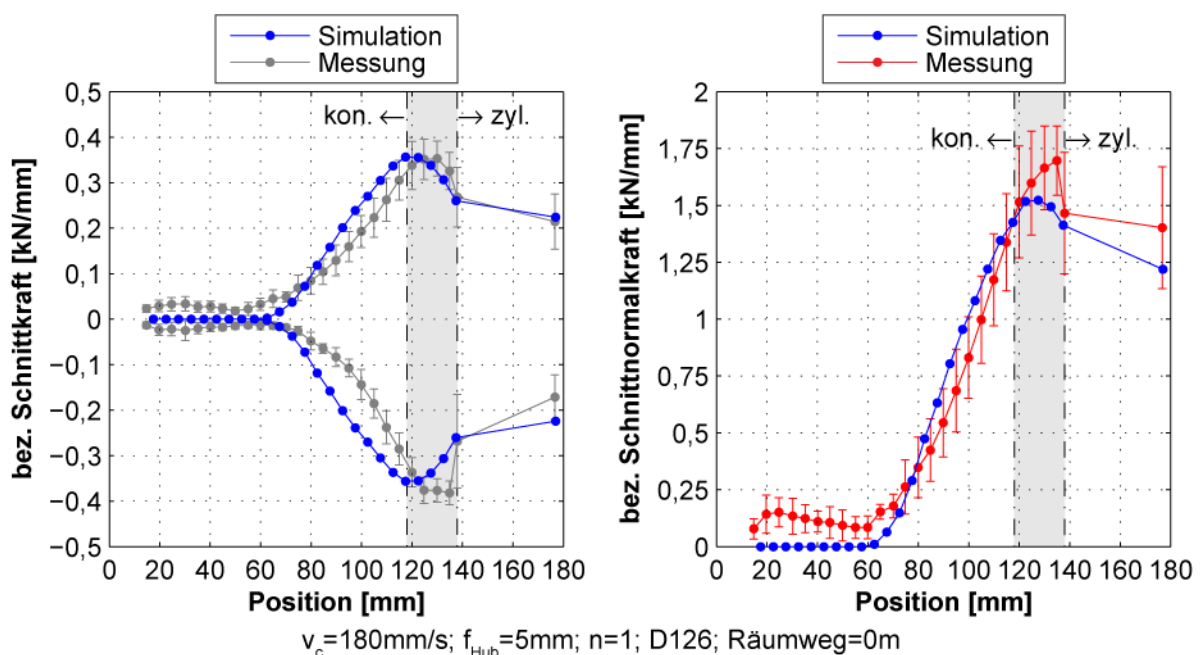 Simulation
Messung
bez. Schnittkraft [kN/mm]
0,5
0,4
0,3
0,2
0,1
0
−0,1
−0,2
−0,3
−0,4
−0,5
kon. ← → zyl.
0 20 40 60 80 100 120 140 160 180
Position [mm]
Simulation
Messung
bez. Schnittnormalkraft [kN/mm]
2
1,75
1,5
1,25
1
0,75
0,5
0,25
0
kon. ← → zyl.
0 20 40 60 80 100 120 140 160 180
Position [mm]
v_c=180mm/s; f_Hub=5mm; n=1; D126; Räumweg=0m